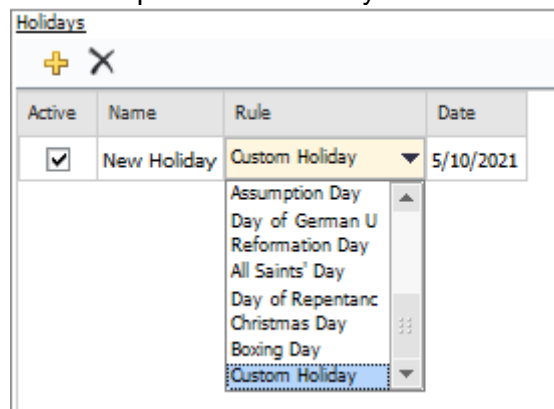 Holidays
Active Name Rule Date
New Holiday Custom Holiday 5/10/2021
Assumption Day
Day of German U
Reformation Day
All Saints' Day
Day of Repentanc
Christmas Day
Boxing Day
Custom Holiday